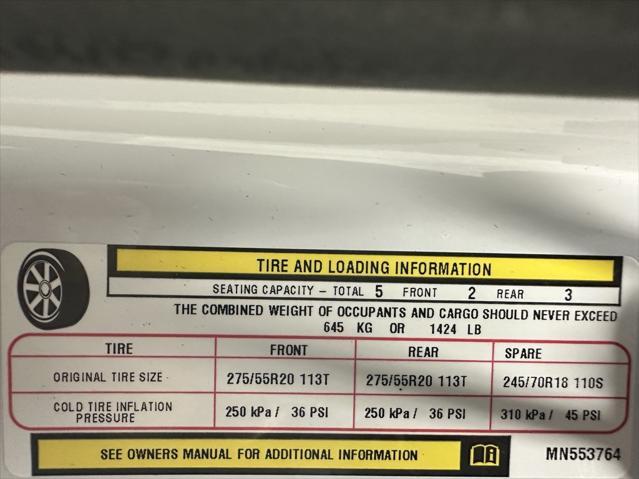 TIRE AND LOADING INFORMATION
SEATING CAPACITY – TOTAL 5 FRONT 2 REAR 3
THE COMBINED WEIGHT OF OCCUPANTS AND CARGO SHOULD NEVER EXCEED
645 KG OR 1424 LB
TIRE FRONT REAR SPARE
ORIGINAL TIRE SIZE 275/55R20 113T 275/55R20 113T 245/70R18 110S
COLD TIRE INFLATION
PRESSURE 250 kPa / 36 PSI 250 kPa / 36 PSI 310 kPa / 45 PSI
SEE OWNERS MANUAL FOR ADDITIONAL INFORMATION MN553764